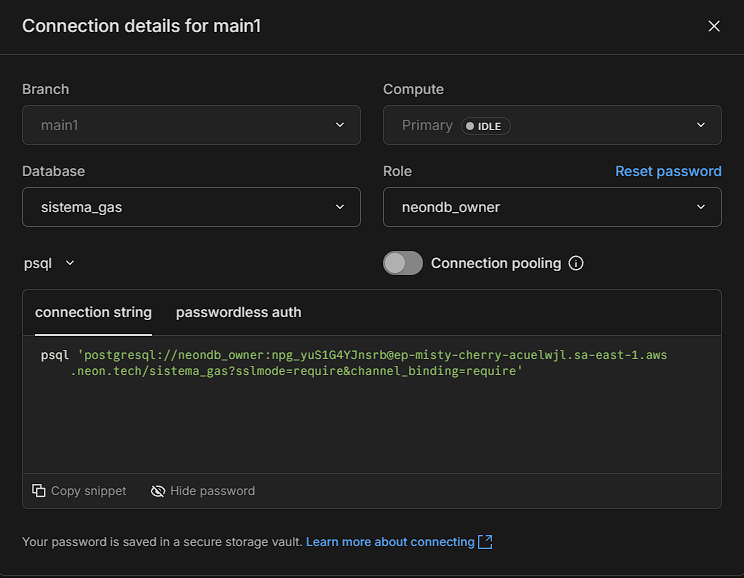 Connection details for main1
Branch
Compute
main1
Primary IDLE
Database
Role
Reset password
sistema_gas
neondb_owner
psql
Connection pooling
connection string
passwordless auth
psql 'postgresql://neondb_owner:npg_yuS1G4YJnsrb@ep-misty-cherry-acuelwjl.sa-east-1.aws
.neon.tech/sistema_gas?sslmode=require&channel_binding=require'
Copy snippet
Hide password
Your password is saved in a secure storage vault. Learn more about connecting